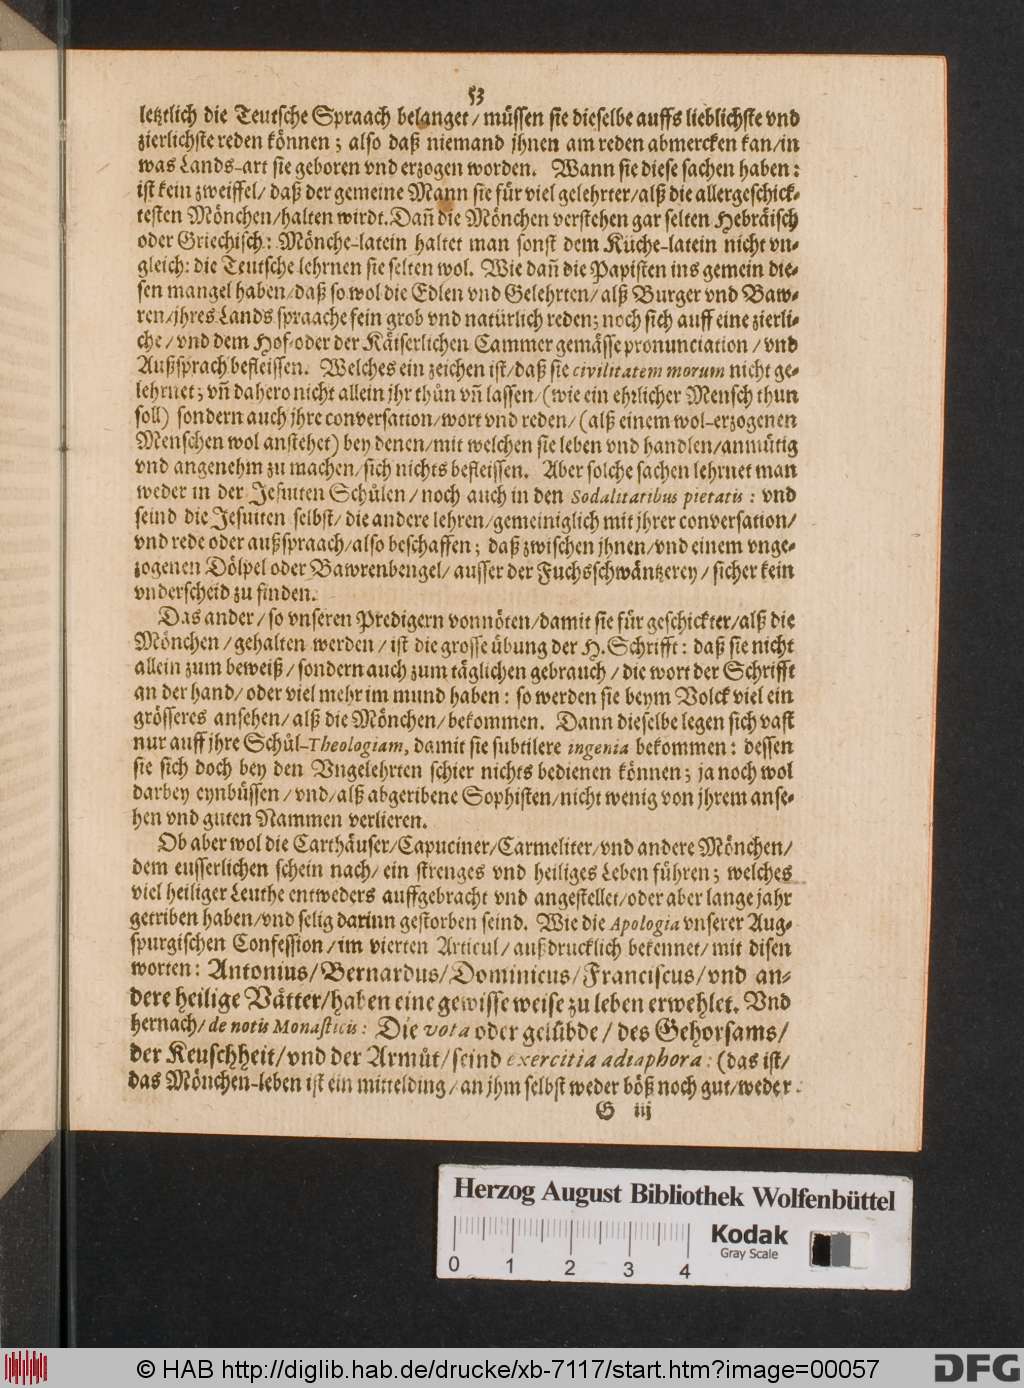 53
letztlich die Teutsche Spraach belanget/ müssen sie dieselbe auffs lieblichste vnd
zierlichste reden können; also daß niemand jhnen am reden abmercken kan/in
was Lands-art sie geboren vnd erzogen worden. Wann sie diese sachen haben:
ist kein zweiffel/ daß der gemeine Mann sie für viel gelehrter/alß die allergeschick-
testen Mönchen/halten wirdt. Dañ die Mönchen verstehen gar selten Hebräisch
oder Griechisch: Mönche-latein haltet man sonst dem Küche-latein nicht vn-
gleich: die Teutsche lehrnen sie selten wol. Wie dañ die Papisten ins gemein die-
sen mangel haben/daß so wol die Edlen vnd Gelehrten/ alß Burger vnd Baw-
ren/jhres Lands spraache fein grob vnd natürlich reden; noch sich auff eine zierli-
che/ vnd dem Hof-oder der Käiserlichen Cammer gemässe pronunciation/ vnd
Außsprach befleissen. Welches ein zeichen ist/daß sie civilitatem morum nicht ge-
lehrnet; vñ dahero nicht allein jhr thůn vñ lassen/ (wie ein ehrlicher Mensch thun
soll) sondern auch jhre conversation/wort vnd reden/ (alß einem wol-erzogenen
Menschen wol anstehet) bey denen/mit welchen sie leben vnd handlen/anmůtig
vnd angenehm zu machen/sich nichts befleissen. Aber solche sachen lehrnet man
weder in der Jesuiten Schůlen/ noch auch in den Sodalitatibus pietatis: vnd
seind die Jesuiten selbst/ die andere lehren/gemeiniglich mit jhrer conversation/
vnd rede oder außspraach/also beschaffen; daß zwischen jhnen/vnd einem vnge-
zogenen Dölpel oder Bawrenbengel/ ausser der Fuchsschwäntzerey/ sicher kein
vnderscheid zu finden.
Das ander/ so vnseren Predigern vonnöten/damit sie für geschickter/alß die
Mönchen/gehalten werden/ ist die grosse übung der H. Schrifft: daß sie nicht
allein zum beweiß/ sondern auch zum täglichen gebrauch/ die wort der Schrifft
an der hand/ oder viel mehr im mund haben: so werden sie beym Volck viel ein
grösseres ansehen/ alß die Mönchen/ bekommen. Dann dieselbe legen sich vast
nur auff jhre Schůl-Theologiam, damit sie subtilere ingenia bekommen: dessen
sie sich doch bey den Vngelehrten schier nichts bedienen können; ja noch wol
darbey eynbüssen/ vnd/ alß abgeribene Sophisten/nicht wenig von jhrem anse-
hen vnd guten Nammen verlieren.
Ob aber wol die Carthäuser/Capuciner/Carmeliter/vnd andere Mönchen/
dem eusserlichen schein nach/ ein strenges vnd heiliges Leben führen; welches
viel heiliger Leuthe entweders auffgebracht vnd angestellet/oder aber lange jahr
getriben haben/vnd selig darinn gestorben seind. Wie die Apologia vnserer Aug-
spurgischen Confession/im vierten Articul/ außdrucklich bekennet/ mit disen
worten: Antonius/Bernardus/Dominicus/Franciscus/vnd an-
dere heilige Vätter/haben eine gewisse weise zu leben erwehlet. Vnd
hernach/ de notis Monasticis: Die vota oder gelübde/ des Gehorsams/
der Keuschheit/vnd der Armůt/seind exercitia adiaphora: (das ist/
das Mönchen-leben ist ein mittelding/an jhm selbst weder böß noch gut/weder
G iij
Herzog August Bibliothek Wolfenbüttel
Kodak
Gray Scale
0 1 2 3 4
© HAB http://diglib.hab.de/drucke/xb-7117/start.htm?image=00057
DFG